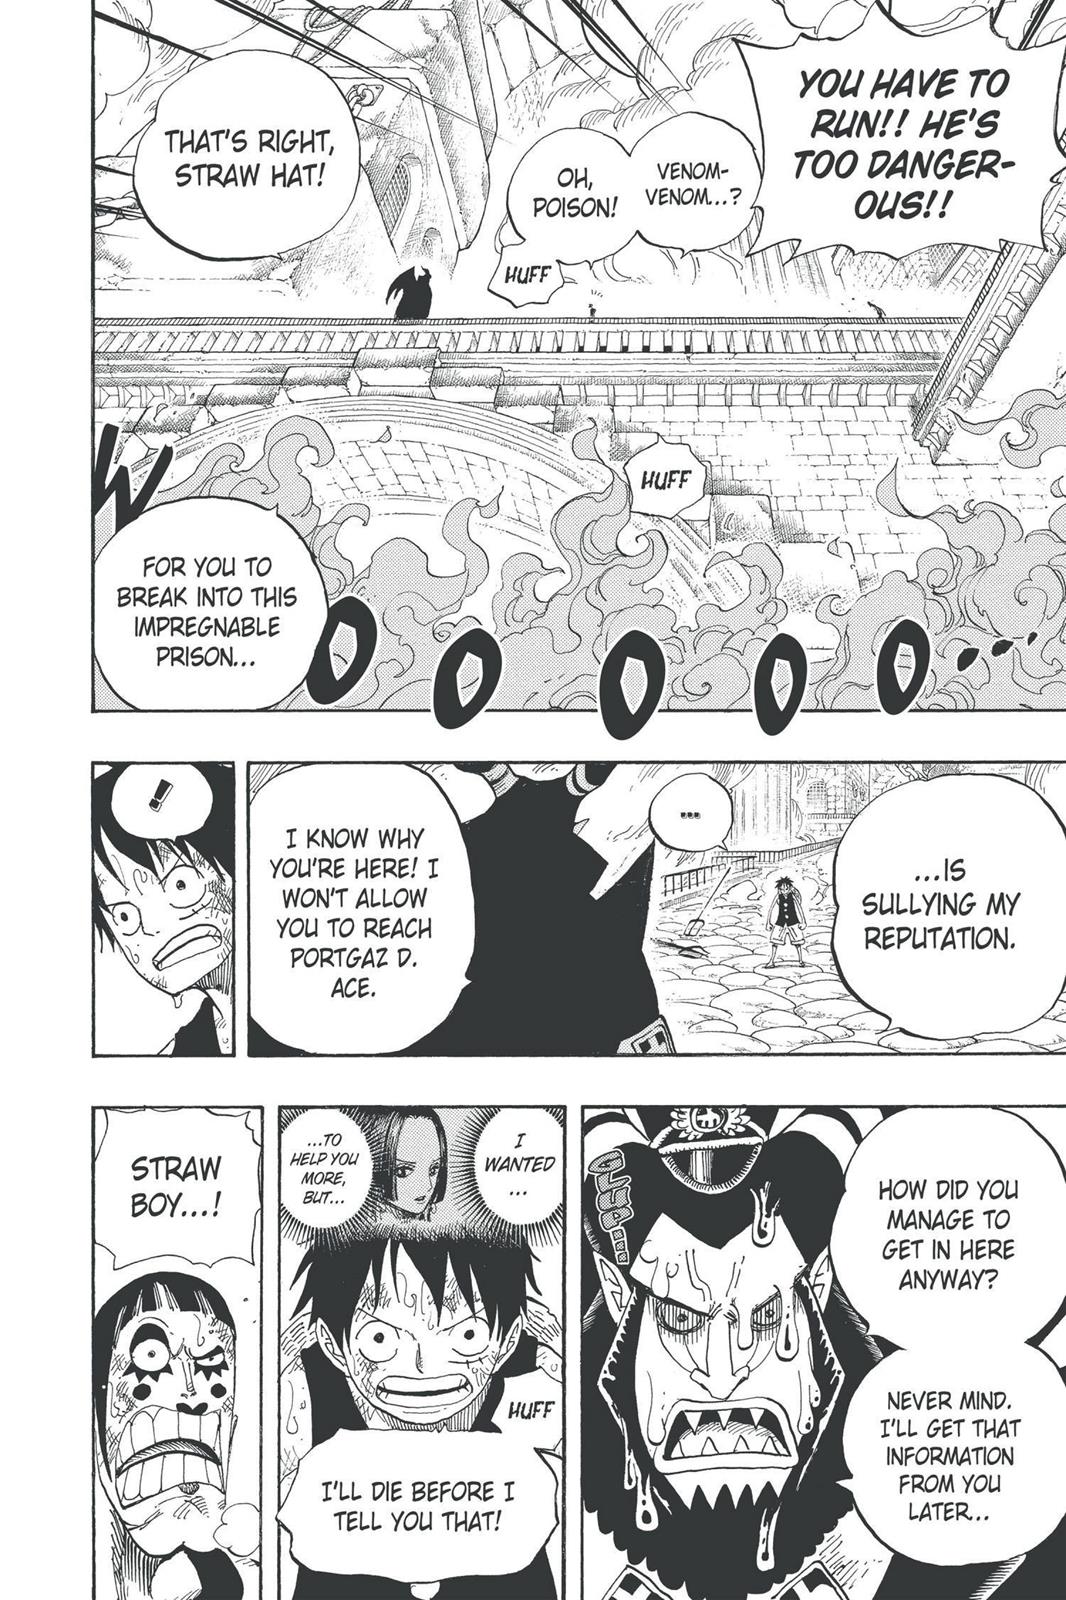 YOU HAVE TO
RUN!! HE'S
TOO DANGER-
OUS!!
VENOM-
VENOM...?
OH,
POISON!
HUFF
THAT'S RIGHT,
STRAW HAT!
HUFF
FOR YOU TO
BREAK INTO THIS
IMPREGNABLE
PRISON...
WOOOOO...
...IS
SULLYING MY
REPUTATION.
...
I KNOW WHY
YOU'RE HERE! I
WON'T ALLOW
YOU TO REACH
PORTGAZ D.
ACE.
!
HOW DID YOU
MANAGE TO
GET IN HERE
ANYWAY?
GLUP...
NEVER MIND.
I'LL GET THAT
INFORMATION
FROM YOU
LATER...
I
WANTED
...
...TO
HELP YOU
MORE,
BUT...
HUFF
I'LL DIE BEFORE I
TELL YOU THAT!
STRAW
BOY...!